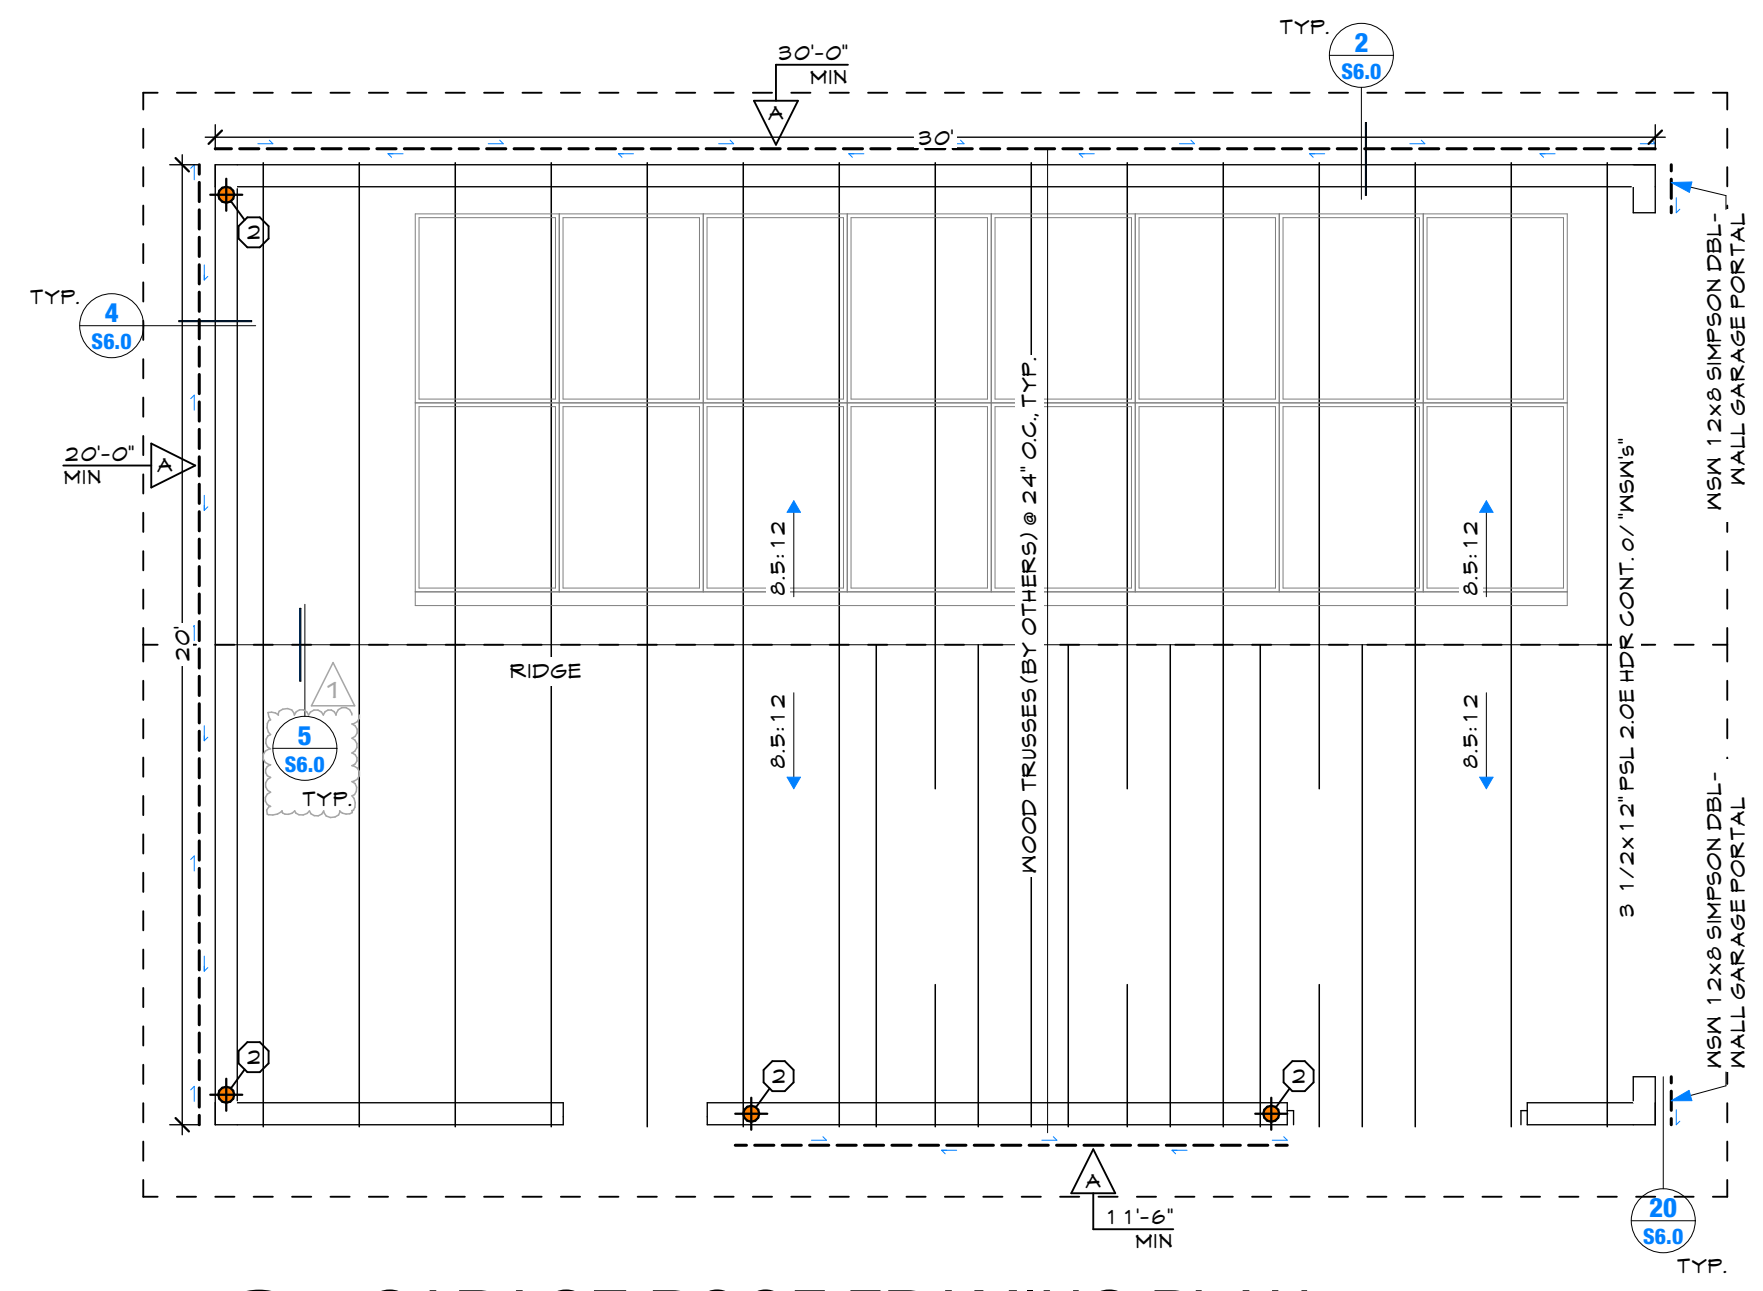 TYP.
2
S6.0
30'-0"
MIN
A
30'
2
TYP.
4
S6.0
20'-0"
MIN
A
20'
WSW 12x8 SIMPSON DBL-
WALL GARAGE PORTAL
WOOD TRUSSES (BY OTHERS) @ 24" O.C., TYP.
3 1/2x12" PSL 2.0E HDR CONT. O/ "WSW's"
8.5:12
8.5:12
RIDGE
1
5
S6.0
TYP.
8.5:12
8.5:12
WSW 12x8 SIMPSON DBL-
WALL GARAGE PORTAL
2
2
2
A
11'-6"
MIN
20
S6.0
TYP.